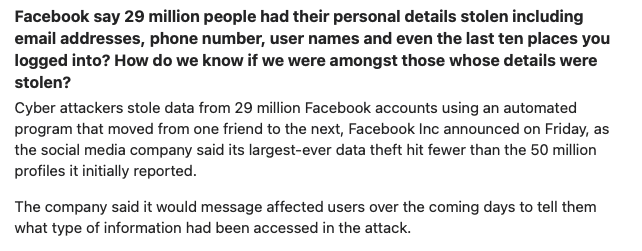 Facebook say 29 million people had their personal details stolen including
email addresses, phone number, user names and even the last ten places you
logged into? How do we know if we were amongst those whose details were
stolen?
Cyber attackers stole data from 29 million Facebook accounts using an automated
program that moved from one friend to the next, Facebook Inc announced on Friday, as
the social media company said its largest-ever data theft hit fewer than the 50 million
profiles it initially reported.
The company said it would message affected users over the coming days to tell them
what type of information had been accessed in the attack.